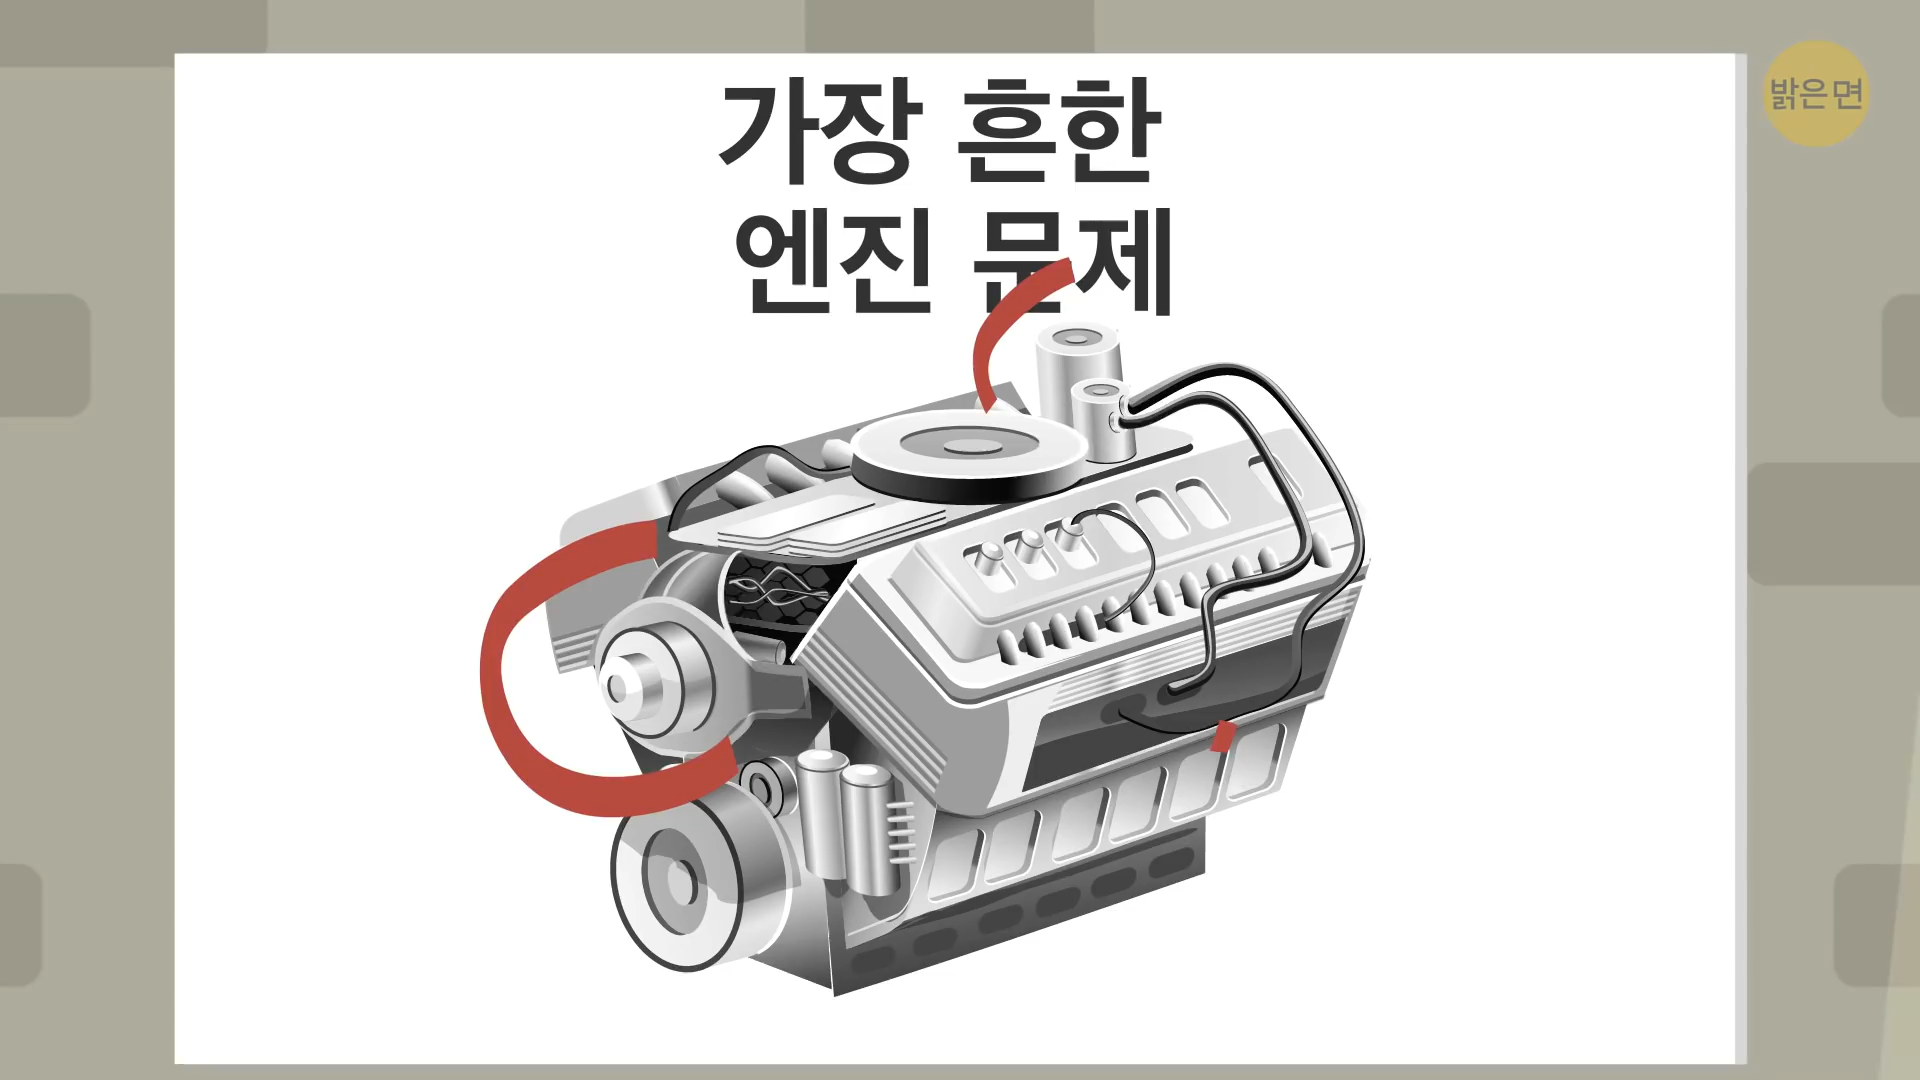 가장 흔한
엔진 문제
밝은면